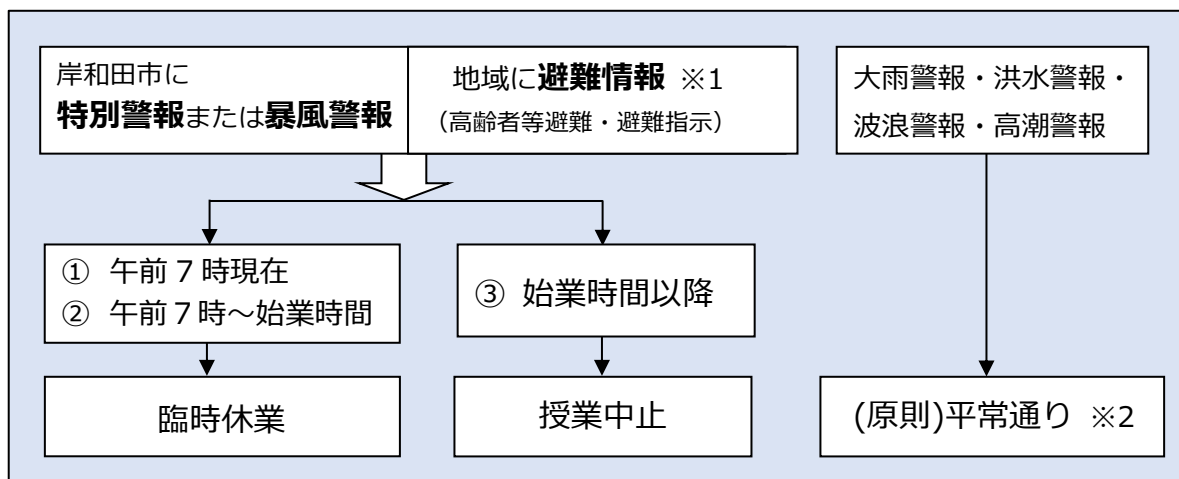 岸和田市に
特別警報または暴風警報
地域に避難情報 ※1
(高齢者等避難・避難指示)
大雨警報・洪水警報・
波浪警報・高潮警報
① 午前７時現在
② 午前７時～始業時間
③ 始業時間以降
臨時休業
授業中止
(原則)平常通り ※2